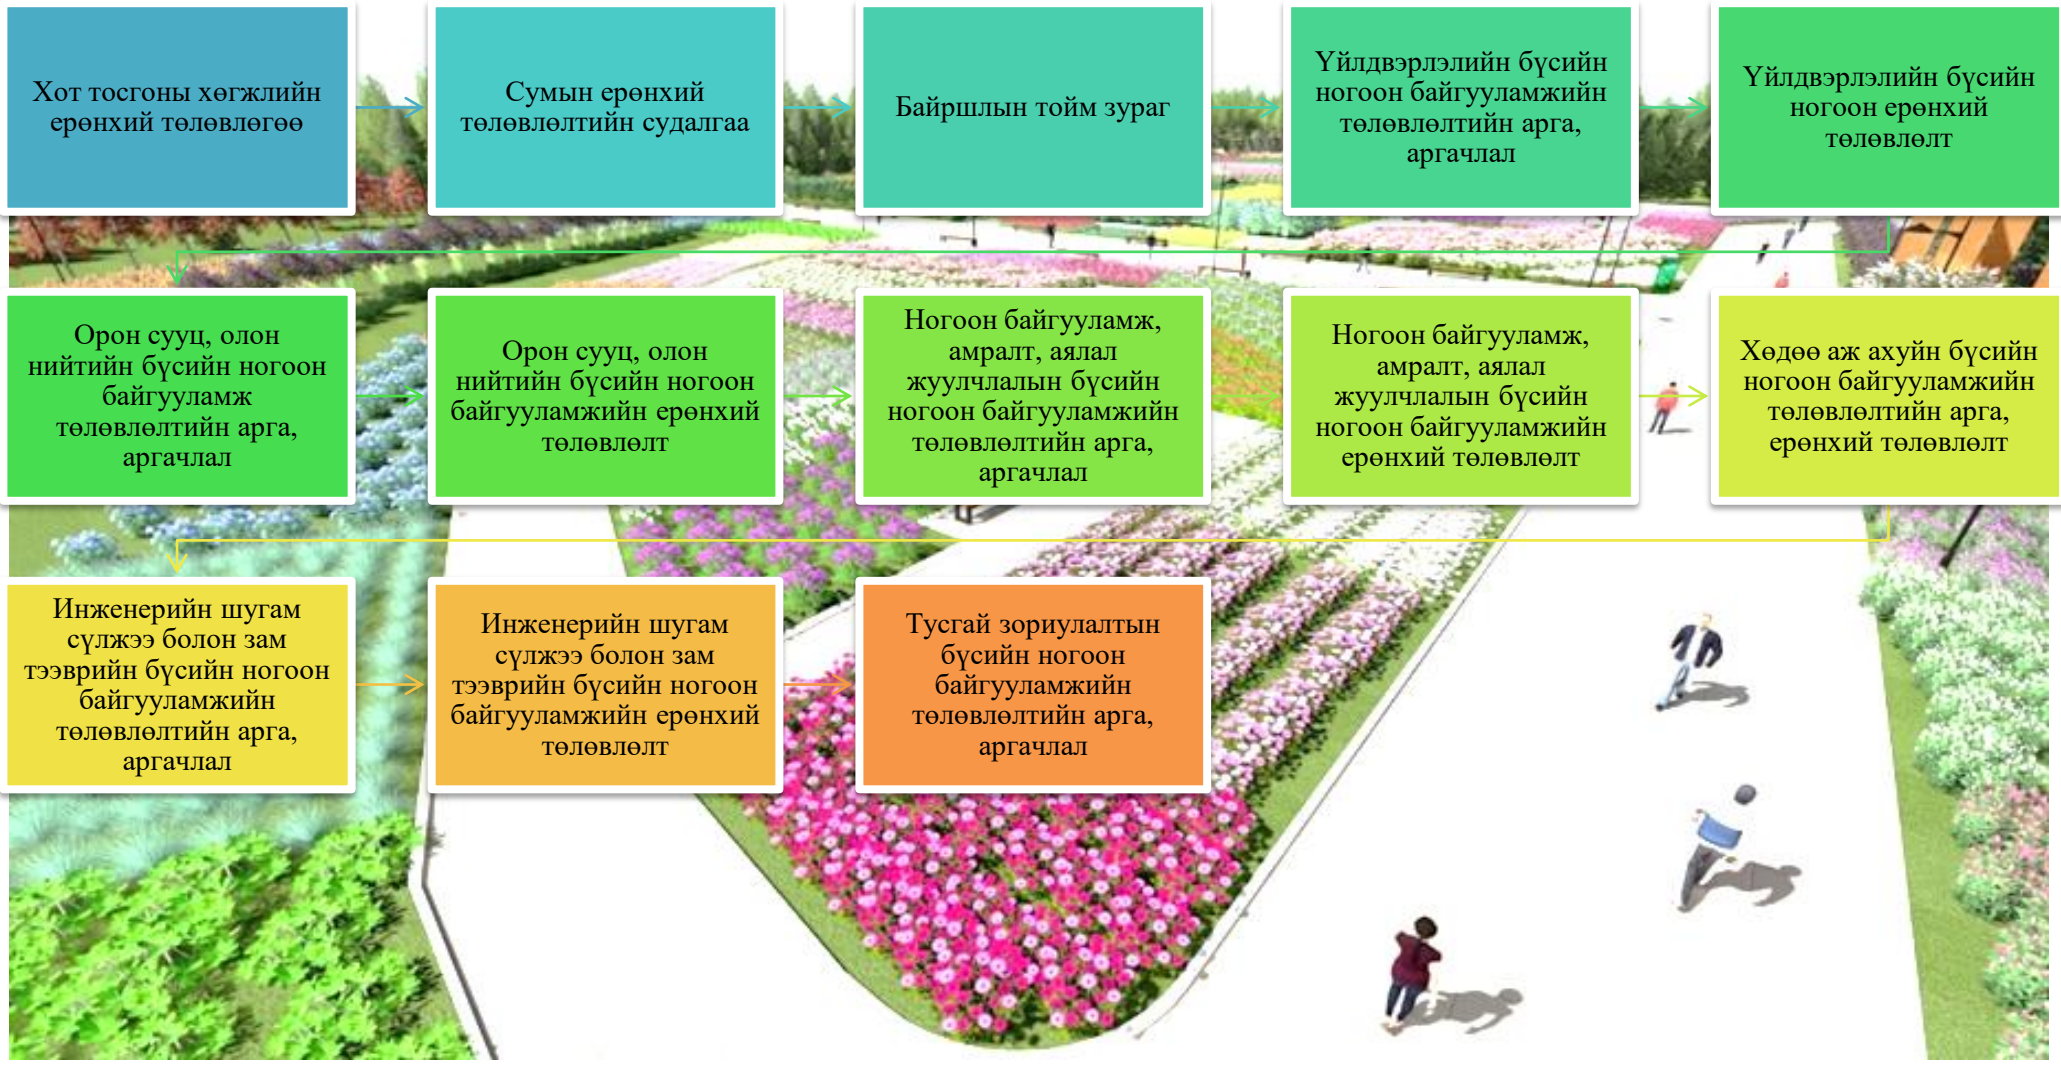 Хот тосгоны хөгжлийн
ерөнхий төлөвлөгөө
Сумын ерөнхий
төлөвлөлтийн судалгаа
Байршлын тойм зураг
Үйлдвэрлэлийн бүсийн
ногоон байгууламжийн
төлөвлөлтийн арга,
аргачлал
Үйлдвэрлэлийн бүсийн
ногоон ерөнхий
төлөвлөлт
Орон сууц, олон
нийтийн бүсийн ногоон
байгууламж
төлөвлөлтийн арга,
аргачлал
Орон сууц, олон
нийтийн бүсийн ногоон
байгууламжийн ерөнхий
төлөвлөлт
Ногоон байгууламж,
амралт, аялал
жуулчлалын бүсийн
ногоон байгууламжийн
төлөвлөлтийн арга,
аргачлал
Ногоон байгууламж,
амралт, аялал
жуулчлалын бүсийн
ногоон байгууламжийн
ерөнхий төлөвлөлт
Хөдөө аж ахуйн бүсийн
ногоон байгууламжийн
төлөвлөлтийн арга,
ерөнхий төлөвлөлт
Инженерийн шугам
сүлжээ болон зам
тээврийн бүсийн ногоон
байгууламжийн
төлөвлөлтийн арга,
аргачлал
Инженерийн шугам
сүлжээ болон зам
тээврийн бүсийн ногоон
байгууламжийн ерөнхий
төлөвлөлт
Тусгай зориулалтын
бүсийн ногоон
байгууламжийн
төлөвлөлтийн арга,
аргачлал